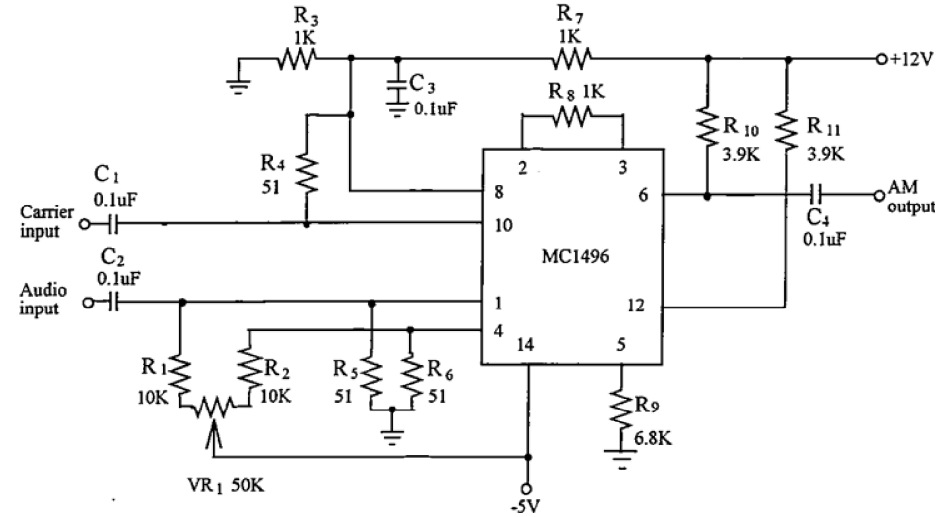 R3
1K
R7
1K
+12V
C3
0.1uF
R8 1K
R10
3.9K
R11
3.9K
2
3
R4
51
C1
0.1uF
8
6
AM
output
Carrier
input
10
C4
0.1uF
C2
0.1uF
MC1496
Audio
input
1
12
4
14
5
R1
10K
R2
10K
R5
51
R6
51
R9
6.8K
VR1 50K
-5V